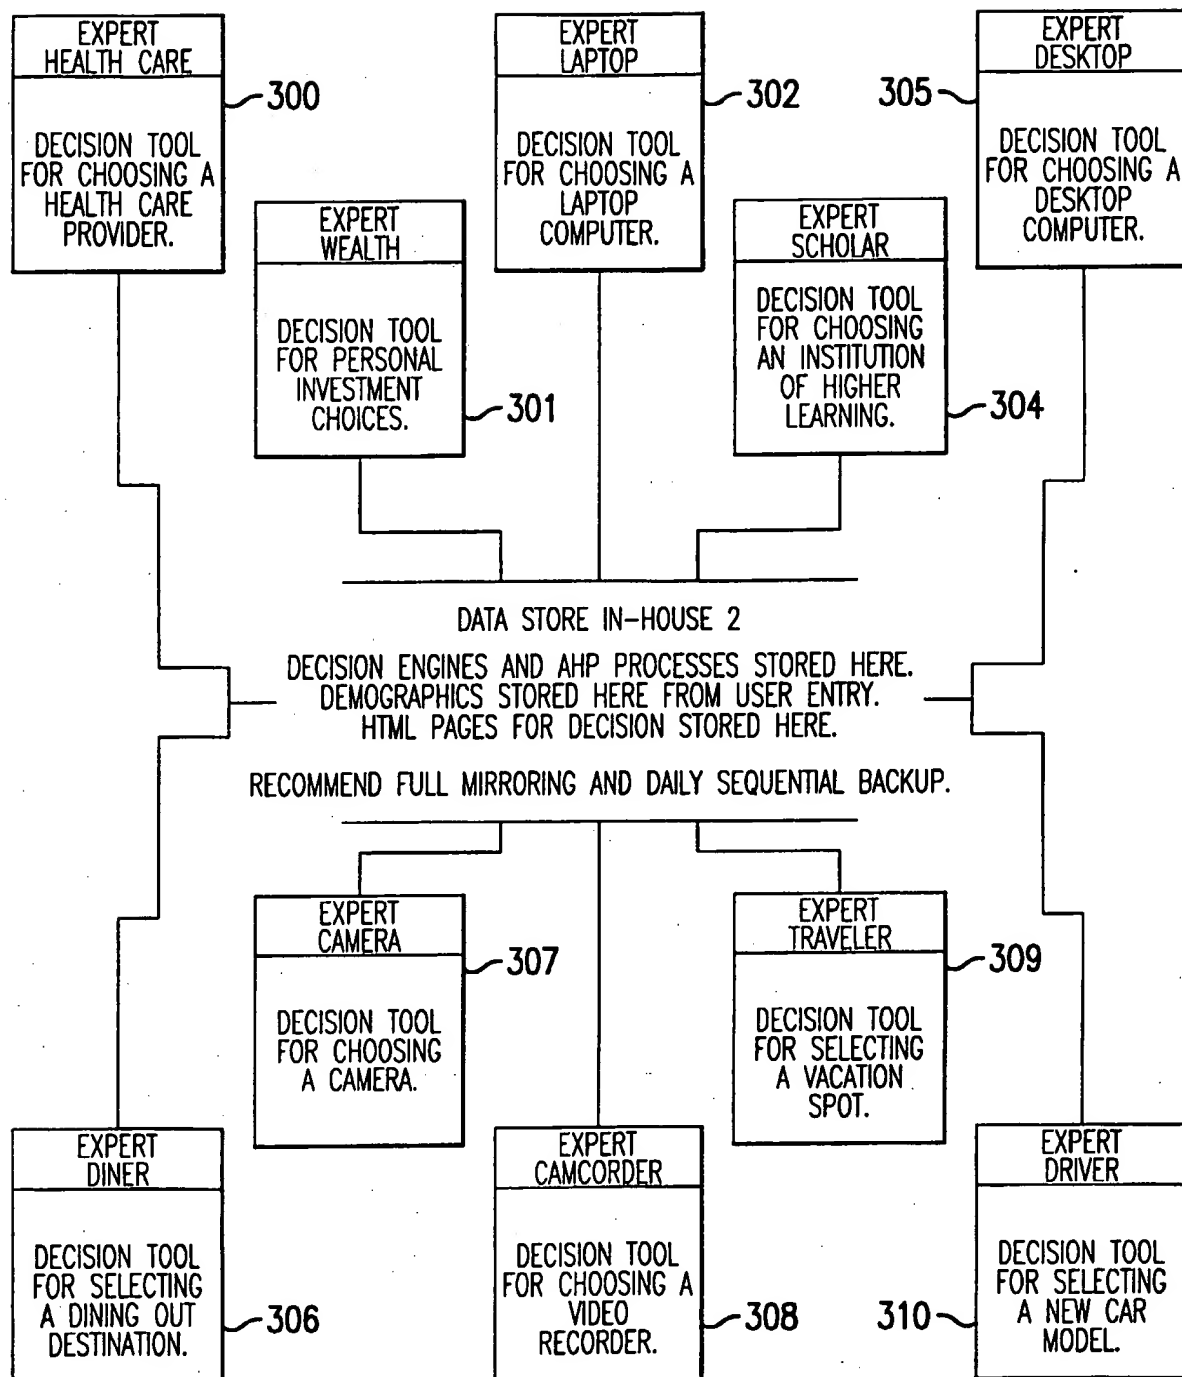 EXPERT
HEALTH CARE
300
DECISION TOOL
FOR CHOOSING A
HEALTH CARE
PROVIDER.
EXPERT
LAPTOP
302
DECISION TOOL
FOR CHOOSING A
LAPTOP
COMPUTER.
EXPERT
DESKTOP
305
DECISION TOOL
FOR CHOOSING A
DESKTOP
COMPUTER.
EXPERT
WEALTH
DECISION TOOL
FOR PERSONAL
INVESTMENT
CHOICES.
301
EXPERT
SCHOLAR
DECISION TOOL
FOR CHOOSING
AN INSTITUTION
OF HIGHER
LEARNING.
304
DATA STORE IN-HOUSE 2
DECISION ENGINES AND AHP PROCESSES STORED HERE.
DEMOGRAPHICS STORED HERE FROM USER ENTRY.
HTML PAGES FOR DECISION STORED HERE.
RECOMMEND FULL MIRRORING AND DAILY SEQUENTIAL BACKUP.
EXPERT
CAMERA
307
DECISION TOOL
FOR CHOOSING
A CAMERA.
EXPERT
TRAVELER
309
DECISION TOOL
FOR SELECTING
A VACATION
SPOT.
EXPERT
DINER
DECISION TOOL
FOR SELECTING
A DINING OUT
DESTINATION.
306
EXPERT
CAMCORDER
DECISION TOOL
FOR CHOOSING A
VIDEO
RECORDER.
308
EXPERT
DRIVER
DECISION TOOL
FOR SELECTING
A NEW CAR
MODEL.
310